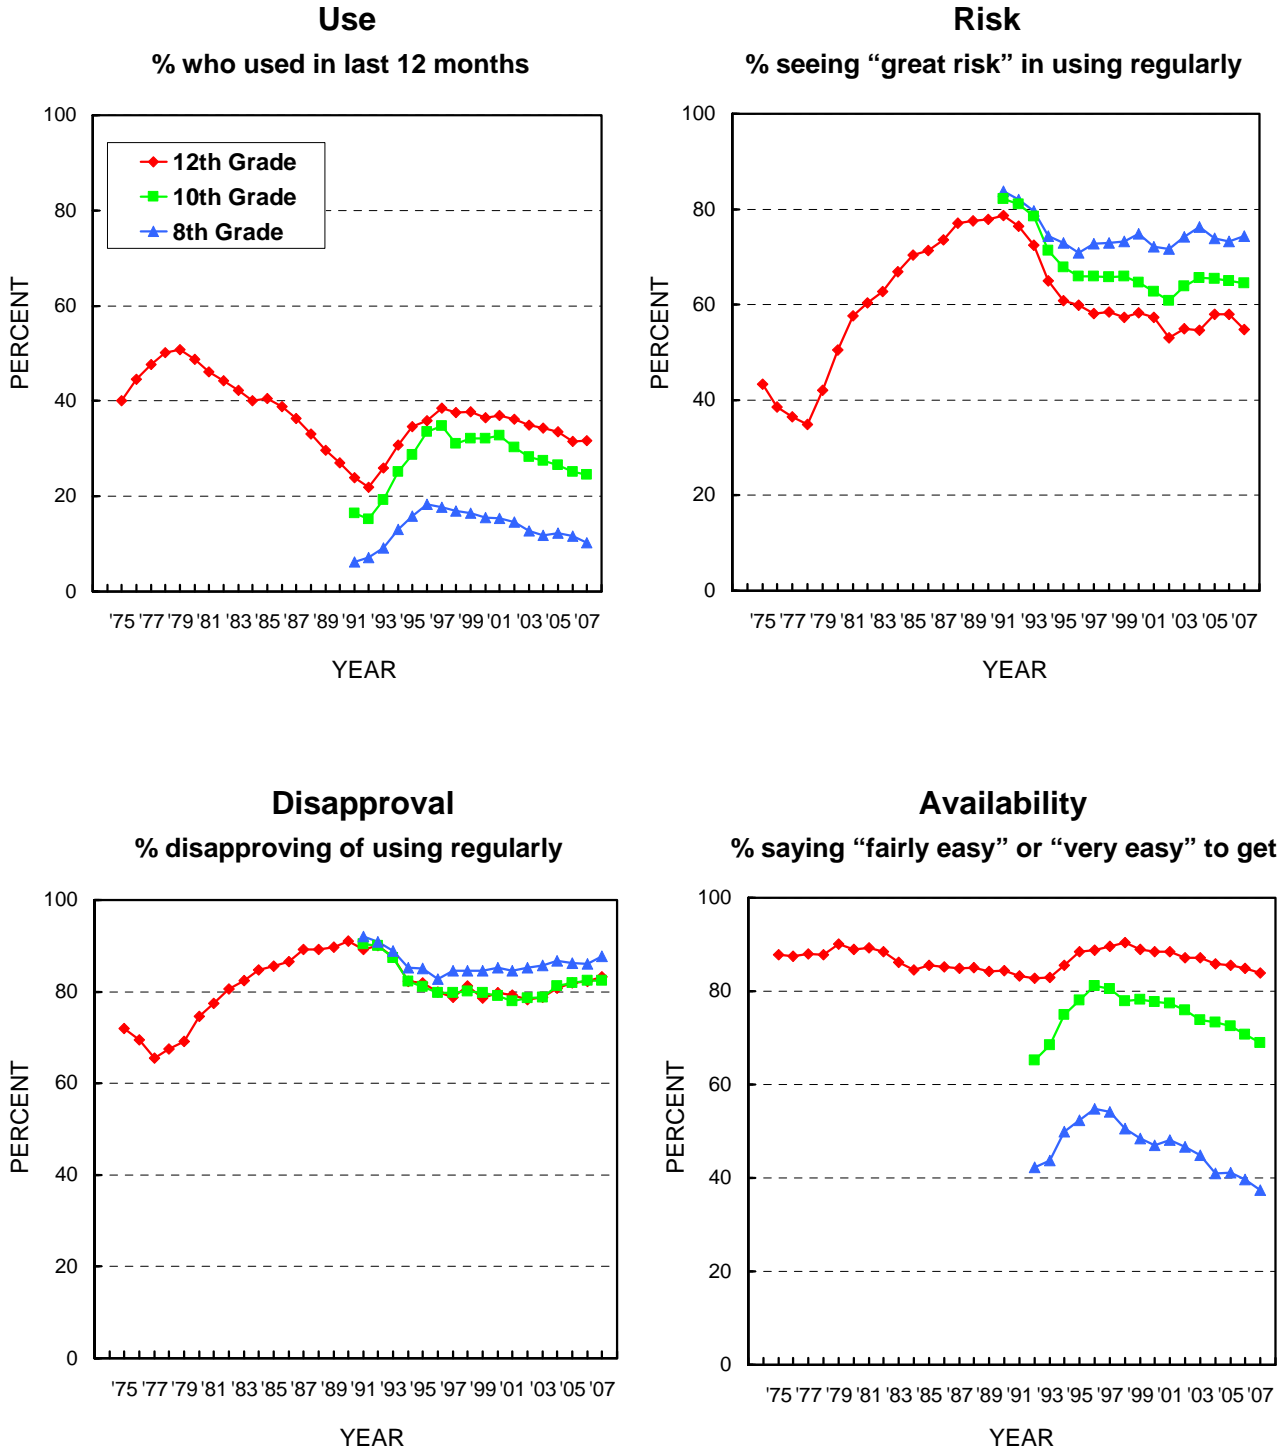 Use
% who used in last 12 months
100
80
60
40
20
0
PERCENT
12th Grade
10th Grade
8th Grade
'75 '77 '79 '81 '83 '85 '87 '89 '91 '93 '95 '97 '99 '01 '03 '05 '07
YEAR
Risk
% seeing “great risk” in using regularly
100
80
60
40
20
0
PERCENT
'75 '77 '79 '81 '83 '85 '87 '89 '91 '93 '95 '97 '99 '01 '03 '05 '07
YEAR
Disapproval
% disapproving of using regularly
100
80
60
40
20
0
PERCENT
'75 '77 '79 '81 '83 '85 '87 '89 '91 '93 '95 '97 '99 '01 '03 '05 '07
YEAR
Availability
% saying “fairly easy” or “very easy” to get
100
80
60
40
20
0
PERCENT
'75 '77 '79 '81 '83 '85 '87 '89 '91 '93 '95 '97 '99 '01 '03 '05 '07
YEAR